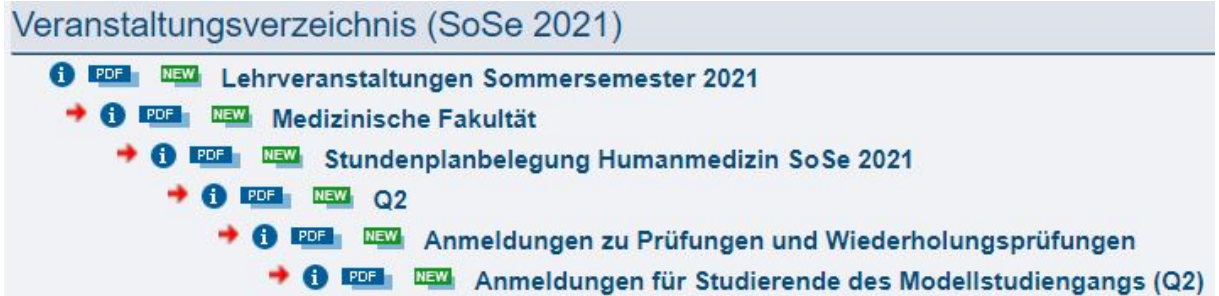 Veranstaltungsverzeichnis (SoSe 2021)
i PDF NEW Lehrveranstaltungen Sommersemester 2021
i PDF NEW Medizinische Fakultät
i PDF NEW Stundenplanbelegung Humanmedizin SoSe 2021
i PDF NEW Q2
i PDF NEW Anmeldungen zu Prüfungen und Wiederholungsprüfungen
i PDF NEW Anmeldungen für Studierende des Modellstudiengangs (Q2)